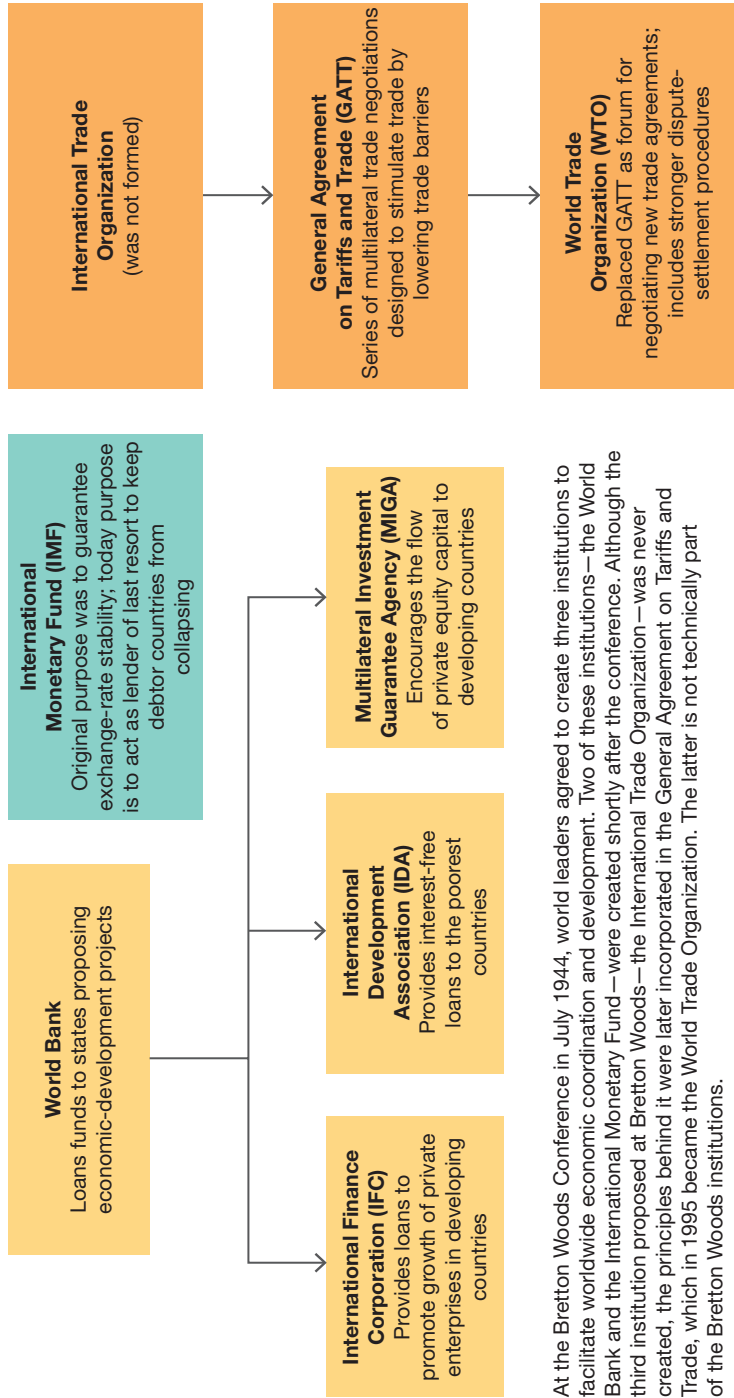 World Bank
Loans funds to states proposing
economic-development projects
International
Monetary Fund (IMF)
Original purpose was to guarantee
exchange-rate stability; today purpose
is to act as lender of last resort to keep
debtor countries from
collapsing
International Trade
Organization
(was not formed)
International Finance
Corporation (IFC)
Provides loans to
promote growth of private
enterprises in developing
countries
International
Development
Association (IDA)
Provides interest-free
loans to the poorest
countries
Multilateral Investment
Guarantee Agency (MIGA)
Encourages the flow
of private equity capital to
developing countries
General Agreement
on Tariffs and Trade (GATT)
Series of multilateral trade negotiations
designed to stimulate trade by
lowering trade barriers
World Trade
Organization (WTO)
Replaced GATT as forum for
negotiating new trade agreements;
includes stronger dispute-
settlement procedures
At the Bretton Woods Conference in July 1944, world leaders agreed to create three institutions to
facilitate worldwide economic coordination and development. Two of these institutions—the World
Bank and the International Monetary Fund—were created shortly after the conference. Although the
third institution proposed at Bretton Woods—the International Trade Organization—was never
created, the principles behind it were later incorporated in the General Agreement on Tariffs and
Trade, which in 1995 became the World Trade Organization. The latter is not technically part
of the Bretton Woods institutions.